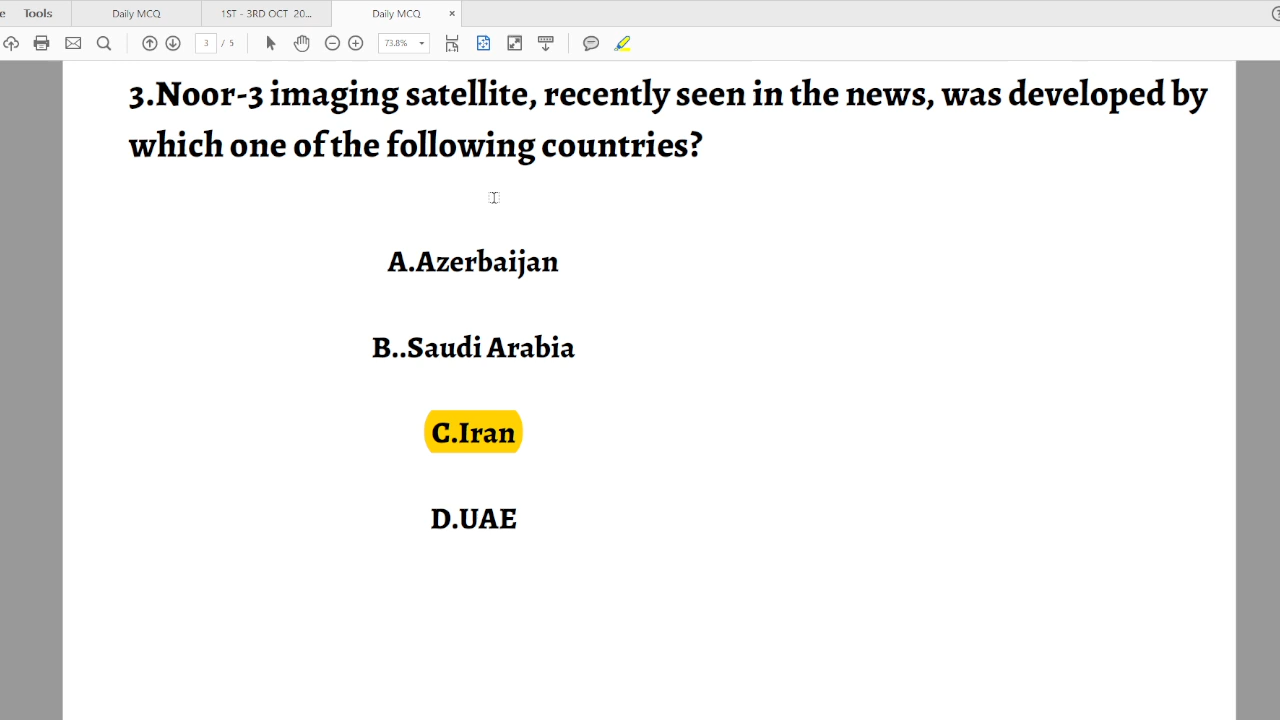 e Tools Daily MCQ 1ST - 3RD OCT 20... Daily MCQ ×
3 / 5 73.8%
3.Noor-3 imaging satellite, recently seen in the news, was developed by
which one of the following countries?
A.Azerbaijan
B..Saudi Arabia
C.Iran
D.UAE